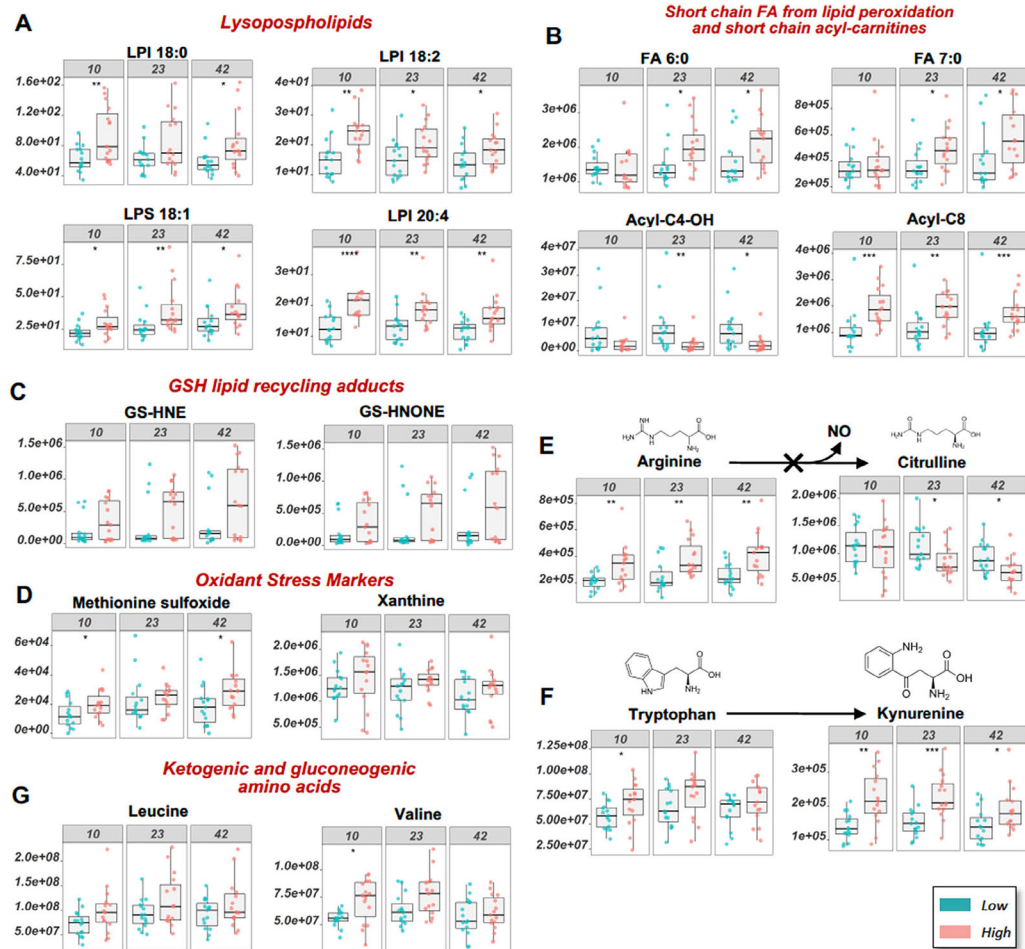 A
Lysopospholipids
LPI 18:0
10 23 42
1.6e+02
1.2e+02
8.0e+01
4.0e+01
**
*
LPI 18:2
10 23 42
4e+01
3e+01
2e+01
1e+01
**
*
*
LPS 18:1
10 23 42
7.5e+01
5.0e+01
2.5e+01
*
**
*
LPI 20:4
10 23 42
3e+01
2e+01
1e+01
****
**
**
B
Short chain FA from lipid peroxidation
and short chain acyl-carnitines
FA 6:0
10 23 42
3e+06
2e+06
1e+06
*
*
FA 7:0
10 23 42
8e+05
6e+05
4e+05
2e+05
*
*
Acyl-C4-OH
10 23 42
4e+07
3e+07
2e+07
1e+07
0e+00
**
*
Acyl-C8
10 23 42
4e+06
3e+06
2e+06
1e+06
***
**
***
C
GSH lipid recycling adducts
GS-HNE
10 23 42
1.5e+06
1.0e+06
5.0e+05
0.0e+00
GS-HNONE
10 23 42
1.5e+06
1.0e+06
5.0e+05
0.0e+00
D
Oxidant Stress Markers
Methionine sulfoxide
10 23 42
6e+04
4e+04
2e+04
0e+00
*
*
Xanthine
10 23 42
2.0e+06
1.5e+06
1.0e+06
5.0e+05
G
Ketogenic and gluconeogenic
amino acids
Leucine
10 23 42
2.0e+08
1.5e+08
1.0e+08
5.0e+07
Valine
10 23 42
1.0e+08
7.5e+07
5.0e+07
*
E
NH
H2N N H
O
OH
NH2
Arginine
NO
O
H2N N H
O
OH
NH2
Citrulline
10 23 42
8e+05
6e+05
4e+05
2e+05
**
**
**
10 23 42
2.0e+06
1.5e+06
1.0e+06
5.0e+05
*
*
F
O
OH
NH2
N
H
Tryptophan
NH2
O
OH
O NH2
Kynurenine
10 23 42
1.25e+08
1.00e+08
7.50e+07
5.00e+07
2.50e+07
*
10 23 42
3e+05
2e+05
1e+05
**
***
*
Low
High